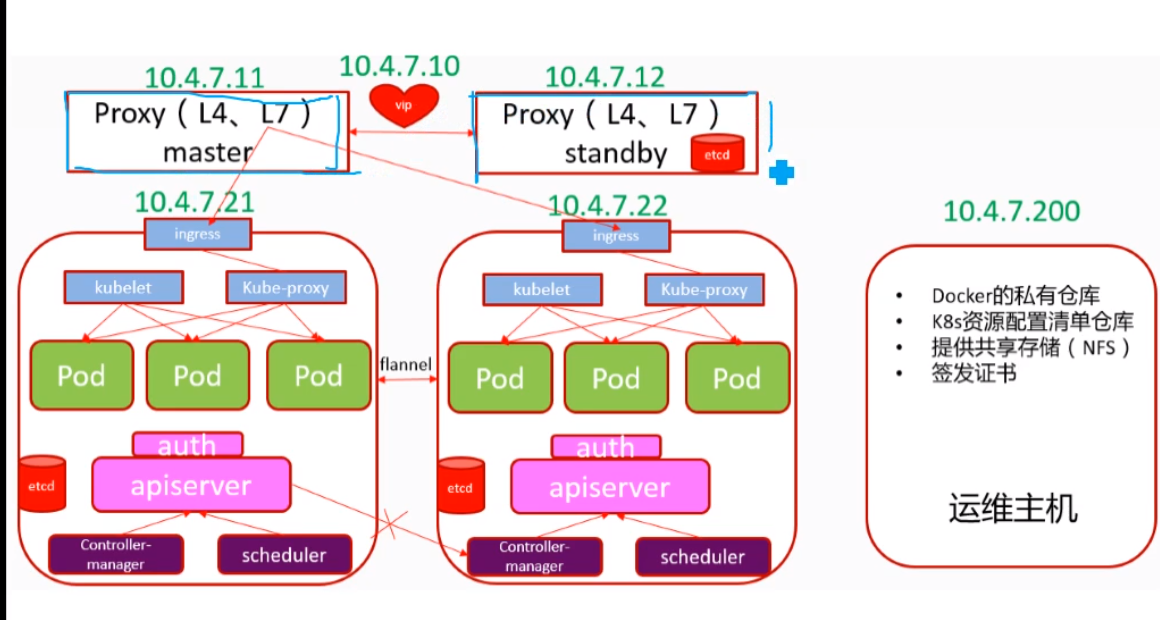 10.4.7.11
10.4.7.10
10.4.7.12
Proxy（L4、L7）
master
vip
Proxy（L4、L7）
standby
etcd
10.4.7.21
10.4.7.22
10.4.7.200
ingress
ingress
kubelet
Kube-proxy
kubelet
Kube-proxy
Pod
Pod
Pod
flannel
Pod
Pod
Pod
auth
apiserver
etcd
auth
apiserver
etcd
Controller-
manager
scheduler
Controller-
manager
scheduler
• Docker的私有仓库
• K8s资源配置清单仓库
• 提供共享存储（NFS）
• 签发证书
运维主机